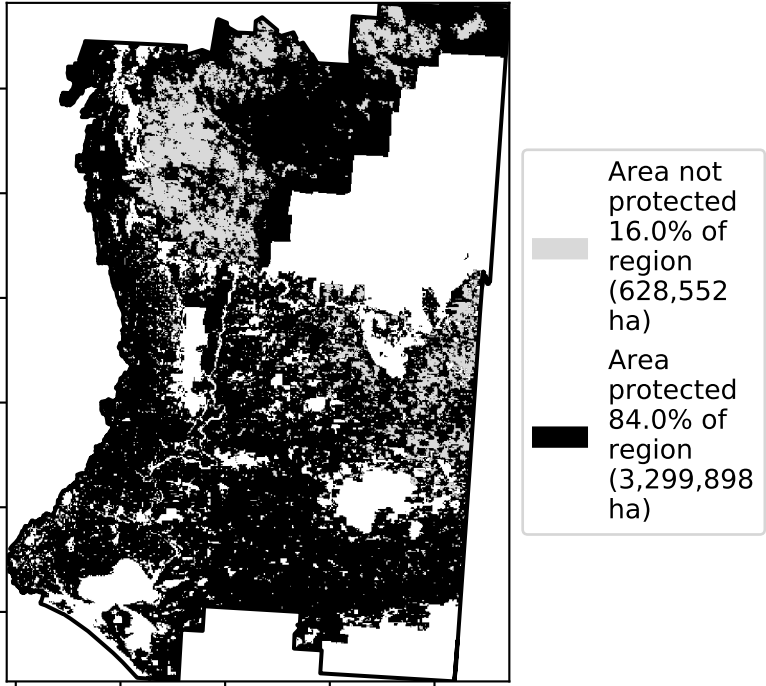 Area not
protected
16.0% of
region
(628,552
ha)
Area
protected
84.0% of
region
(3,299,898
ha)